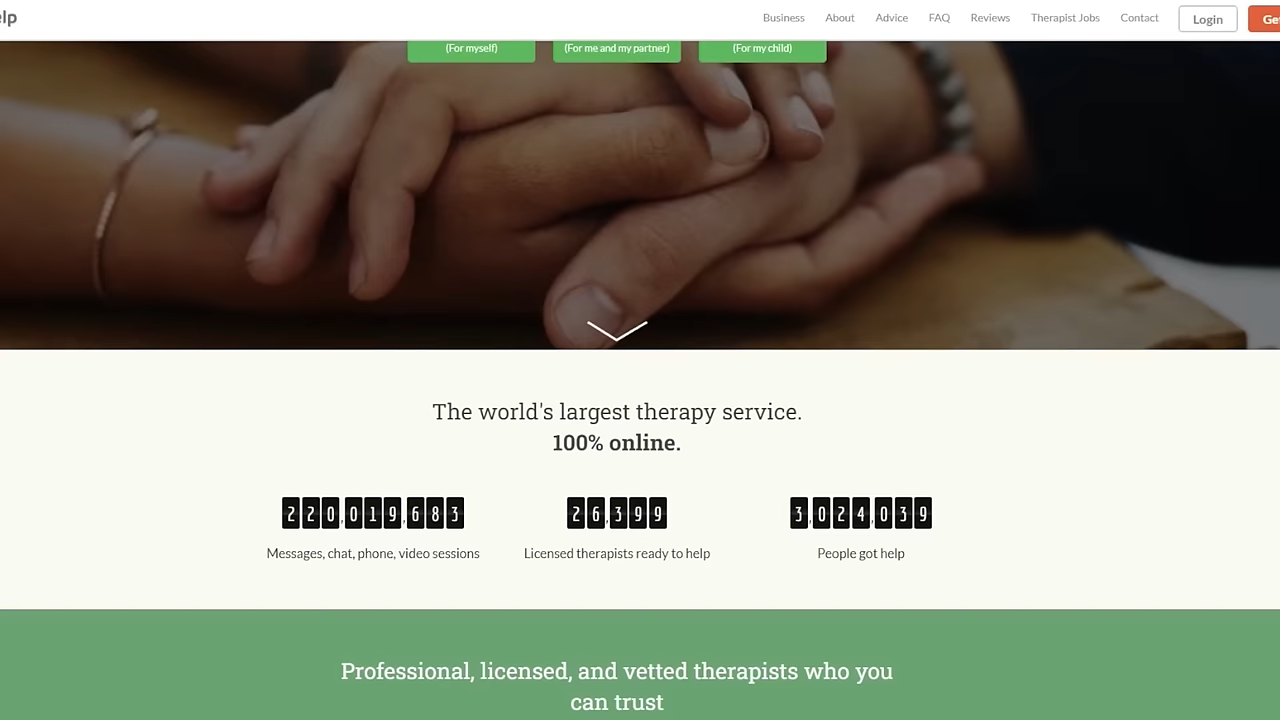 elp
Business About Advice FAQ Reviews Therapist Jobs Contact Login Ge
(For myself) (For me and my partner) (For my child)
The world's largest therapy service.
100% online.
220,019,683 26,399 3,024,039
Messages, chat, phone, video sessions Licensed therapists ready to help People got help
Professional, licensed, and vetted therapists who you
can trust